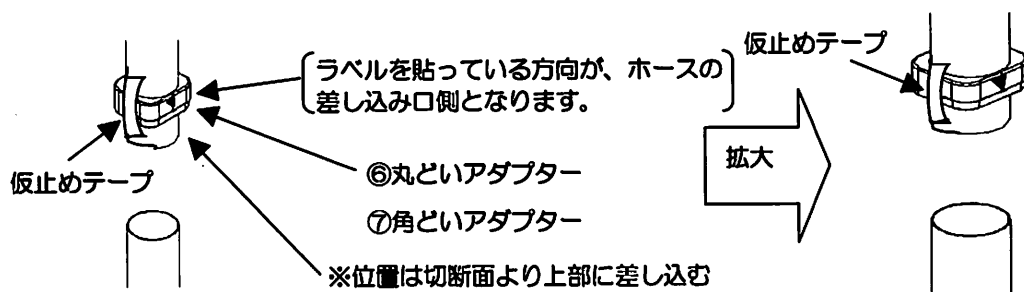 ラベルを貼っている方向が、ホースの
差し込み口側となります。
仮止めテープ
⑥丸どいアダプター
⑦角どいアダプター
※位置は切断面より上部に差し込む
拡大
仮止めテープ